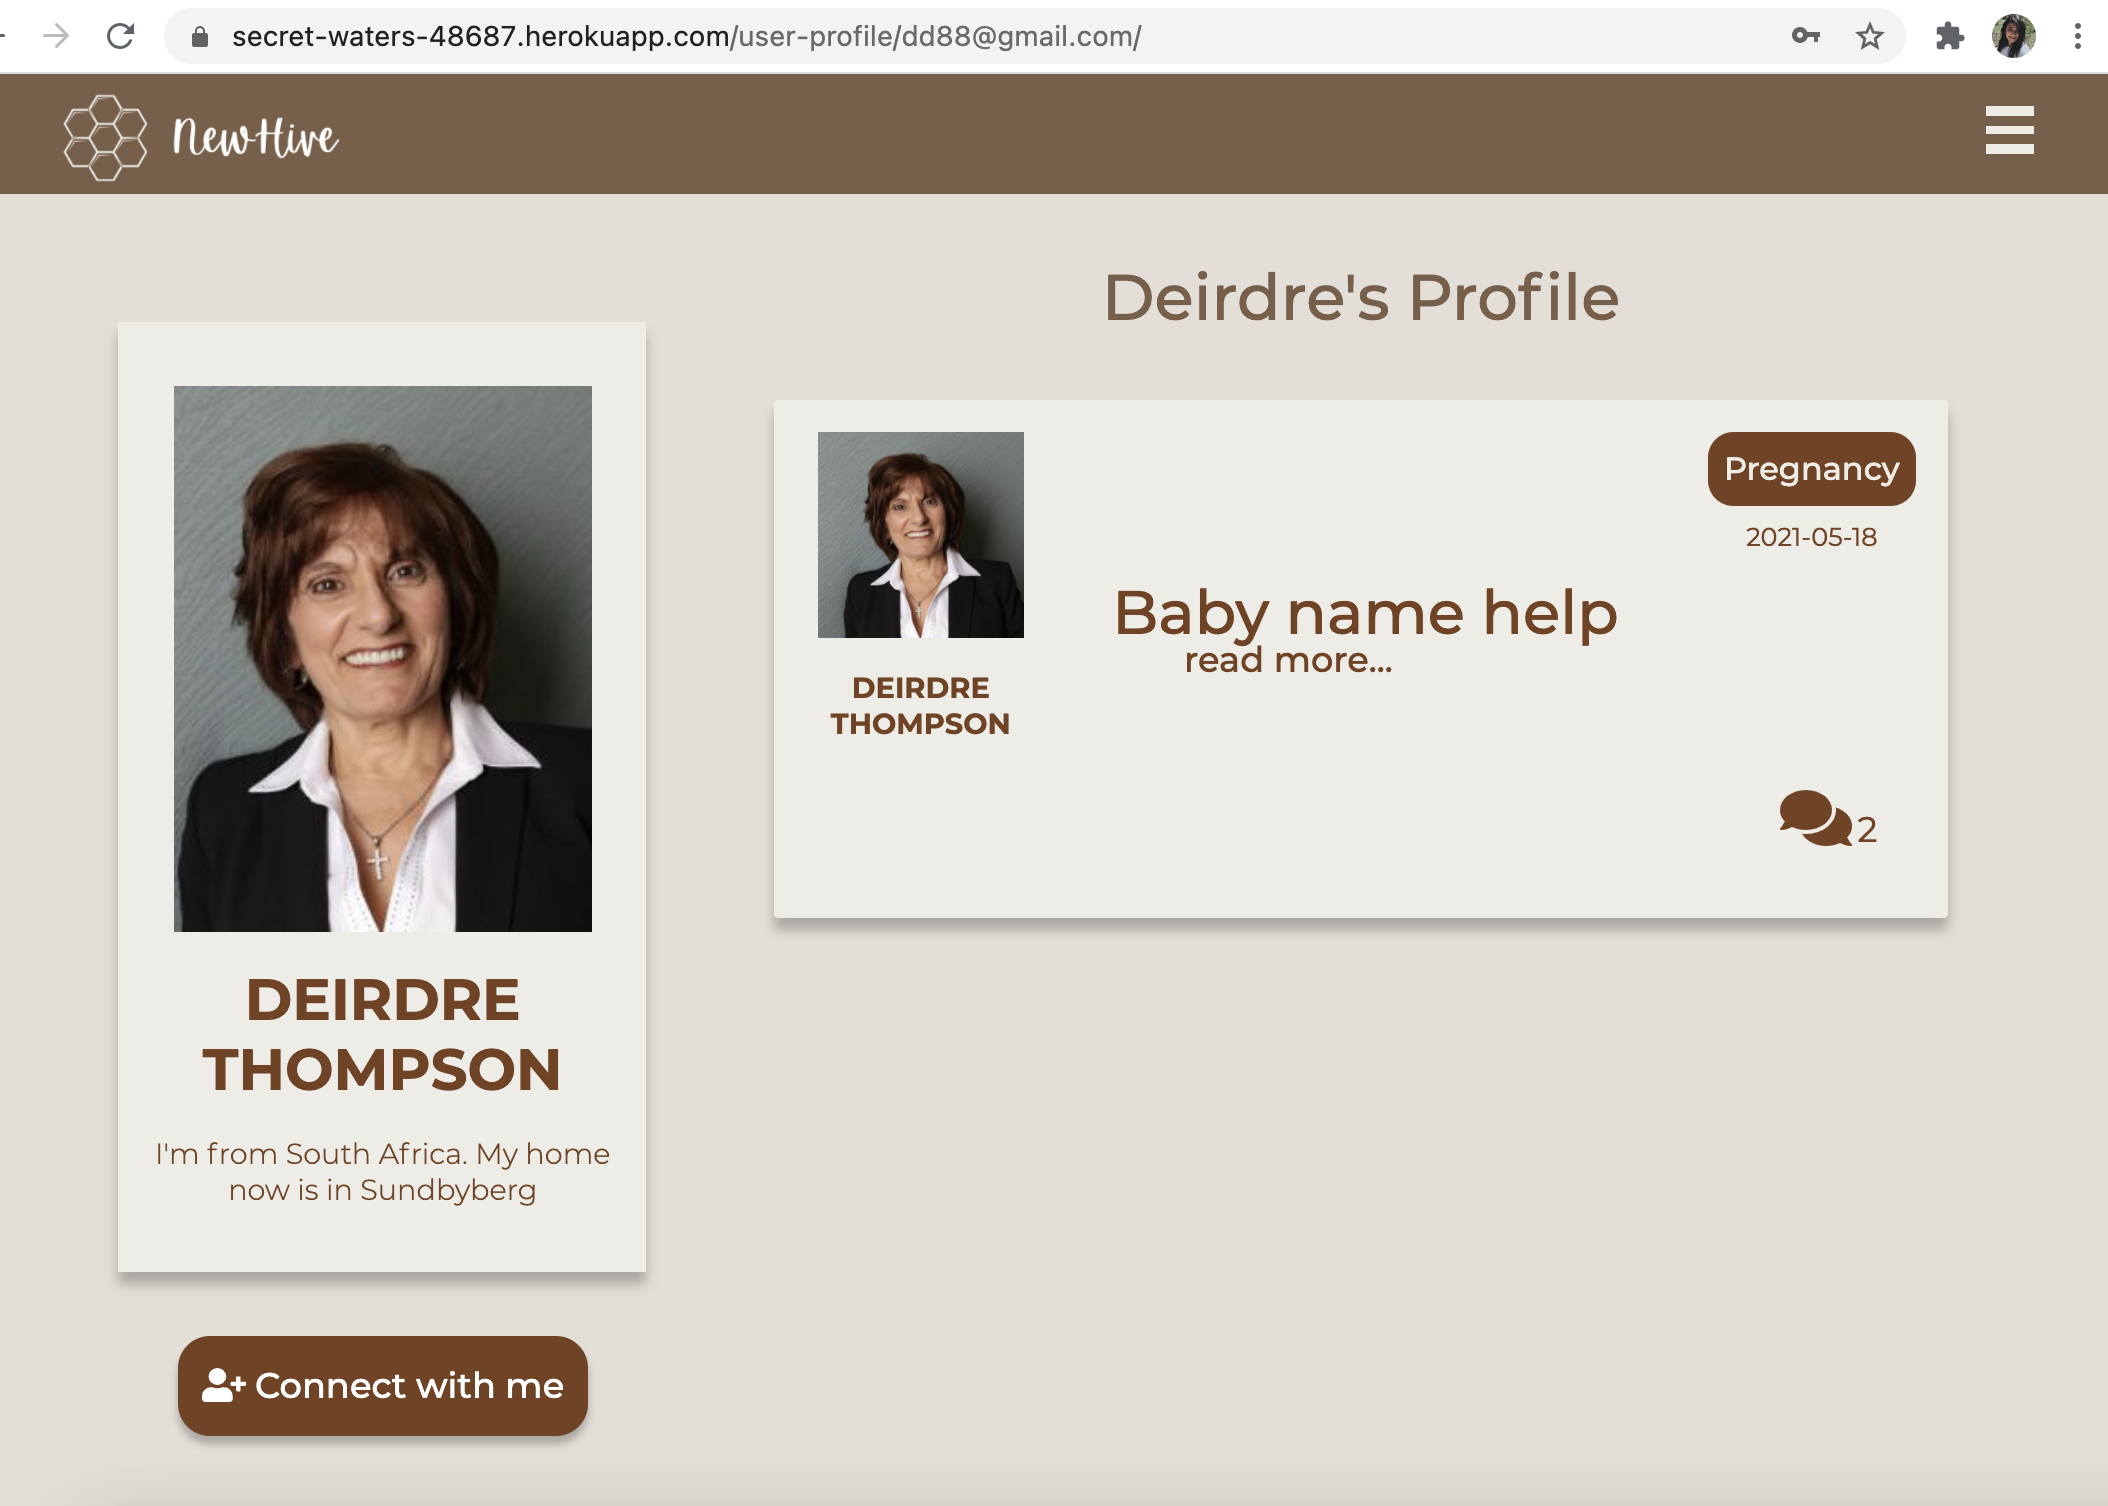 secret-waters-48687.herokuapp.com/user-profile/dd88@gmail.com/
NewHive
Deirdre's Profile
DEIRDRE
THOMPSON
I'm from South Africa. My home
now is in Sundbyberg
Connect with me
DEIRDRE
THOMPSON
Baby name help
read more...
Pregnancy
2021-05-18
2